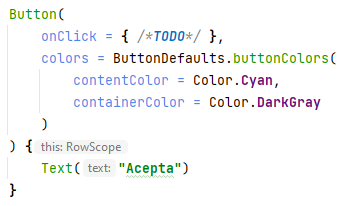 Button(
    onClick = { /*TODO*/ },
    colors = ButtonDefaults.buttonColors(
        contentColor = Color.Cyan,
        containerColor = Color.DarkGray
    )
) { this: RowScope
    Text( text: "Acepta")
}